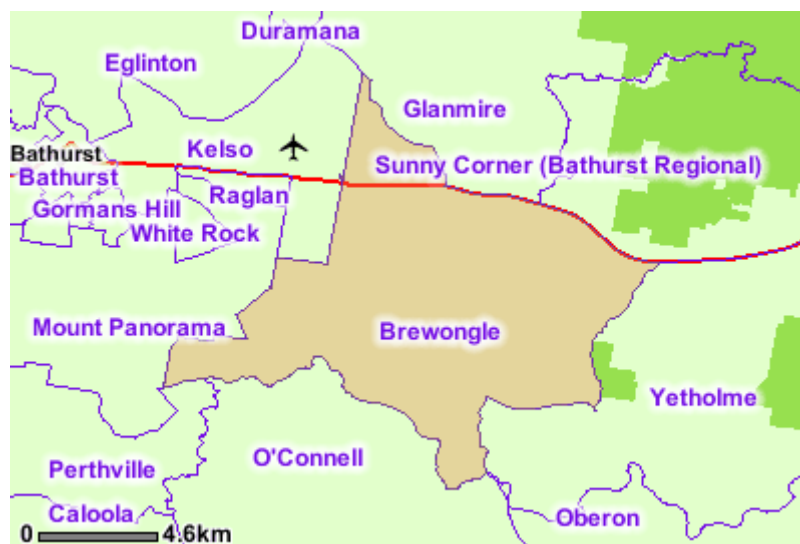 Duramana
Eglinton
Glanmire
Kelso
Bathurst
Sunny Corner (Bathurst Regional)
Bathurst
Raglan
Gormans Hill
White Rock
Mount Panorama
Brewongle
Yetholme
O'Connell
Perthville
Caloola
Oberon
0 4.6km